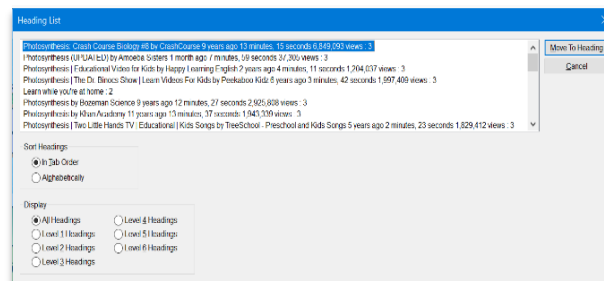 Heading List
Photosynthesis: Crash Course Biology #8 by CrashCourse 9 years ago 13 minutes, 15 seconds 6,849,093 views : 3
Photosynthesis (UPDATED) by Amoeba Sisters 1 month ago 7 minutes, 59 seconds 37,305 views : 3
Photosynthesis | Educational Video for Kids by Happy Learning English 2 years ago 4 minutes, 11 seconds 1,204,037 views : 3
Photosynthesis | The Dr. Binocs Show | Learn Videos For Kids by Peekaboo Kidz 6 years ago 3 minutes, 42 seconds 1,997,409 views : 3
Learn while you're at home : 2
Photosynthesis by Bozeman Science 9 years ago 12 minutes, 27 seconds 2,925,808 views : 3
Photosynthesis by Khan Academy 11 years ago 13 minutes, 37 seconds 1,943,339 views : 3
Photosynthesis | Two Little Hands TV | Educational | Kids Songs by TreeSchool - Preschool and Kids Songs 5 years ago 2 minutes, 23 seconds 1,829,412 views : 3
Move To Heading
Cancel
Sort Headings
In Tab Order
Alphabetically
Display
All Headings
Level 4 Headings
Level 1 Headings
Level 5 Headings
Level 2 Headings
Level 6 Headings
Level 3 Headings